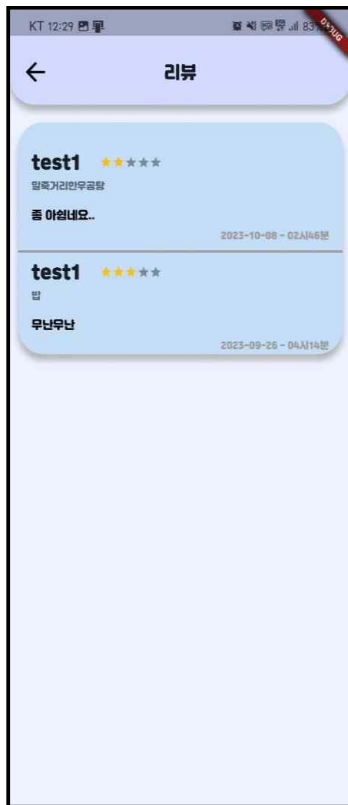 KT 12:29
DEBUG
리뷰
test1
말죽거리한우곰탕
좀 아쉽네요..
2023-10-08 - 02시46분
test1
밥
무난무난
2023-09-26 - 04시14분